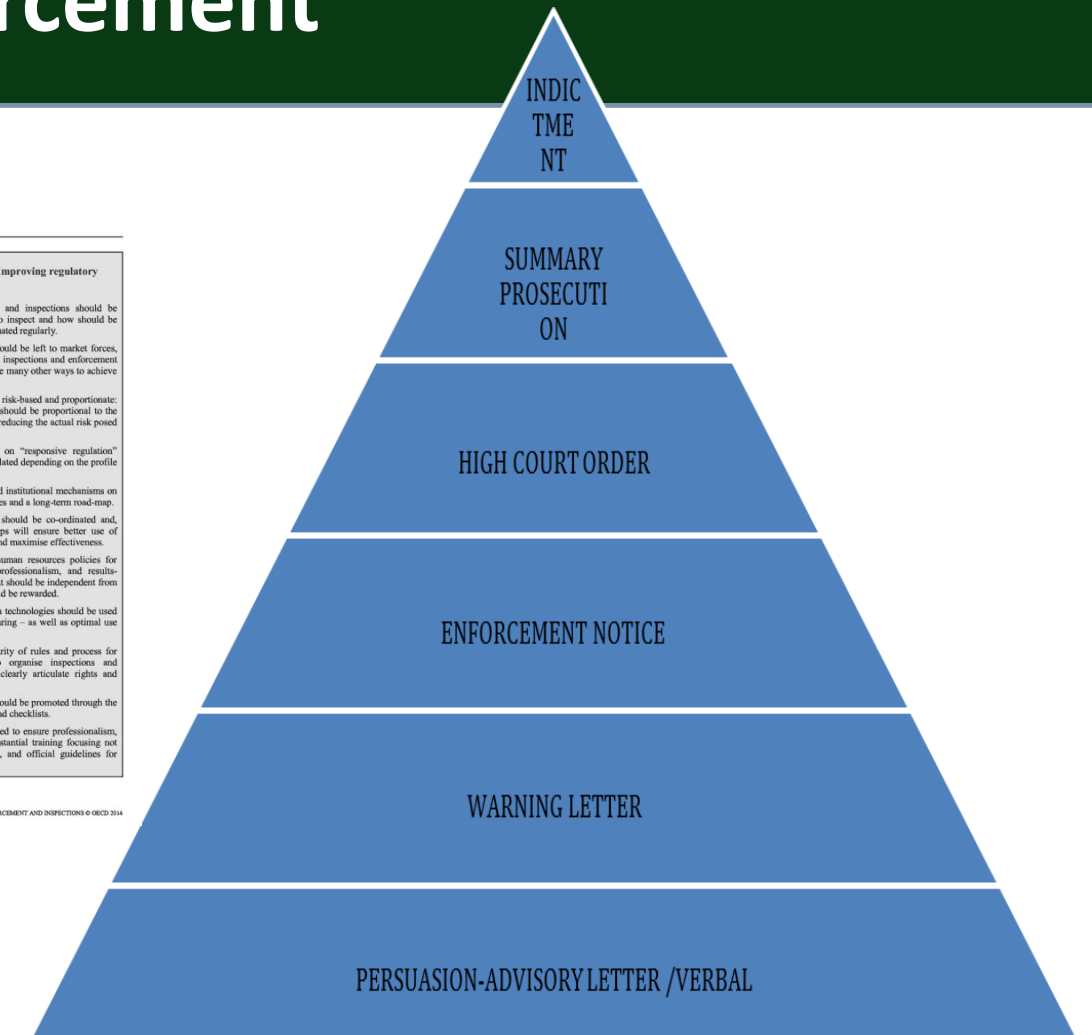 rcement
mproving regulatory
and inspections should be
o inspect and how should be
ated regularly.
ould be left to market forces,
inspections and enforcement
e many other ways to achieve
risk-based and proportionate:
should be proportional to the
reducing the actual risk posed
on “responsive regulation”
lated depending on the profile
d institutional mechanisms on
es and a long-term road-map.
should be co-ordinated and,
ps will ensure better use of
nd maximise effectiveness.
uman resources policies for
rofessionalism, and results-
t should be independent from
d be rewarded.
n technologies should be used
ring – as well as optimal use
rity of rules and process for
o organise inspections and
clearly articulate rights and
ould be promoted through the
nd checklists.
ed to ensure professionalism,
stantial training focusing not
, and official guidelines for
RCEMENT AND INSPECTIONS © OECD 2014
INDIC
TME
NT
SUMMARY
PROSECUTI
ON
HIGH COURT ORDER
ENFORCEMENT NOTICE
WARNING LETTER
PERSUASION-ADVISORY LETTER /VERBAL